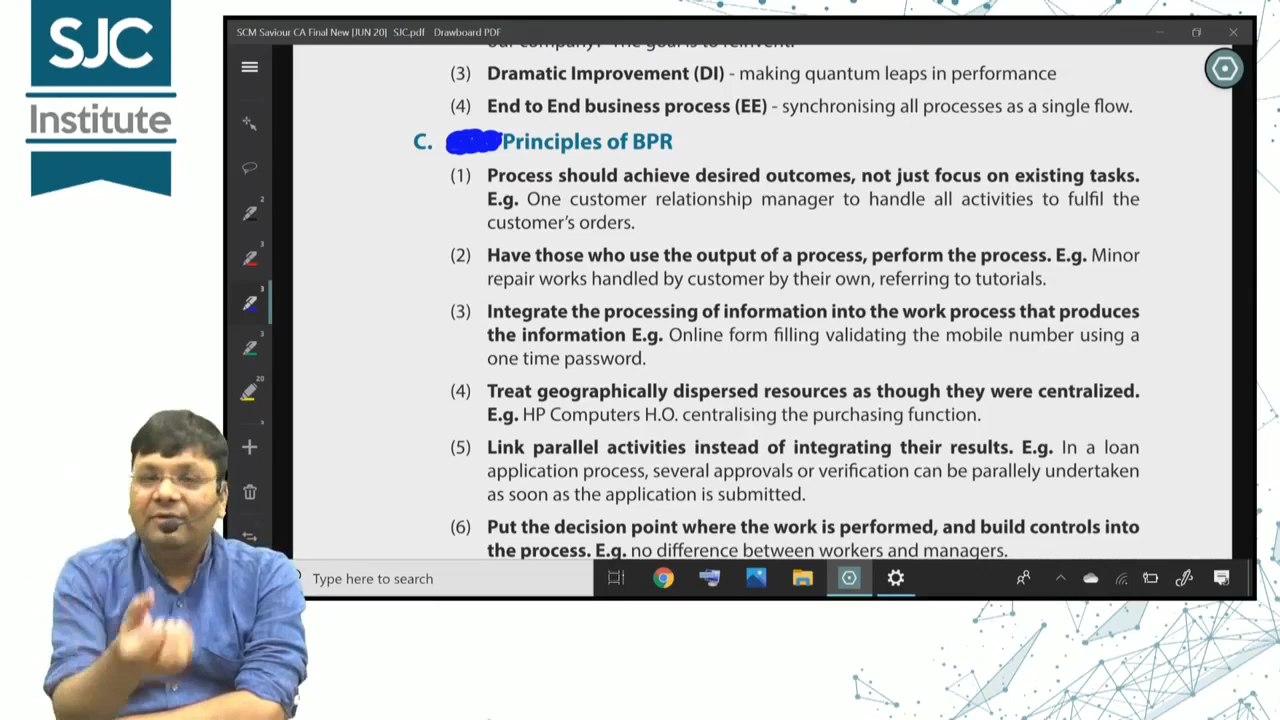 SJC
Institute
SCM Saviour CA Final New [JUN 20] SJC.pdf Drawboard PDF
(3) Dramatic Improvement (DI) - making quantum leaps in performance
(4) End to End business process (EE) - synchronising all processes as a single flow.
C. Principles of BPR
(1) Process should achieve desired outcomes, not just focus on existing tasks.
E.g. One customer relationship manager to handle all activities to fulfil the
customer's orders.
(2) Have those who use the output of a process, perform the process. E.g. Minor
repair works handled by customer by their own, referring to tutorials.
(3) Integrate the processing of information into the work process that produces
the information E.g. Online form filling validating the mobile number using a
one time password.
(4) Treat geographically dispersed resources as though they were centralized.
E.g. HP Computers H.O. centralising the purchasing function.
(5) Link parallel activities instead of integrating their results. E.g. In a loan
application process, several approvals or verification can be parallely undertaken
as soon as the application is submitted.
(6) Put the decision point where the work is performed, and build controls into
the process. E.g. no difference between workers and managers.
2
3
3
3
20
Type here to search